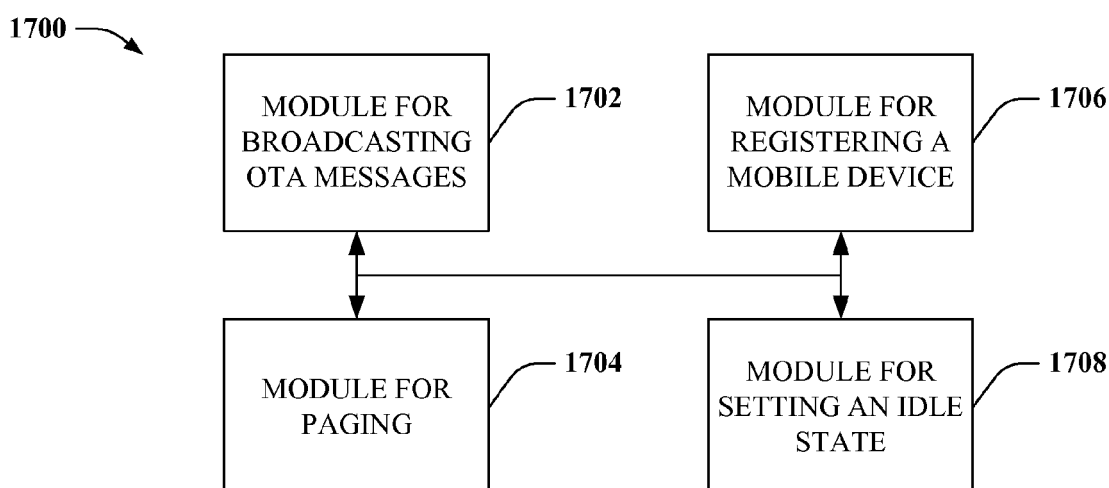 1700
MODULE FOR
BROADCASTING
OTA MESSAGES
1702
MODULE FOR
REGISTERING A
MOBILE DEVICE
1706
MODULE FOR
PAGING
1704
MODULE FOR
SETTING AN IDLE
STATE
1708